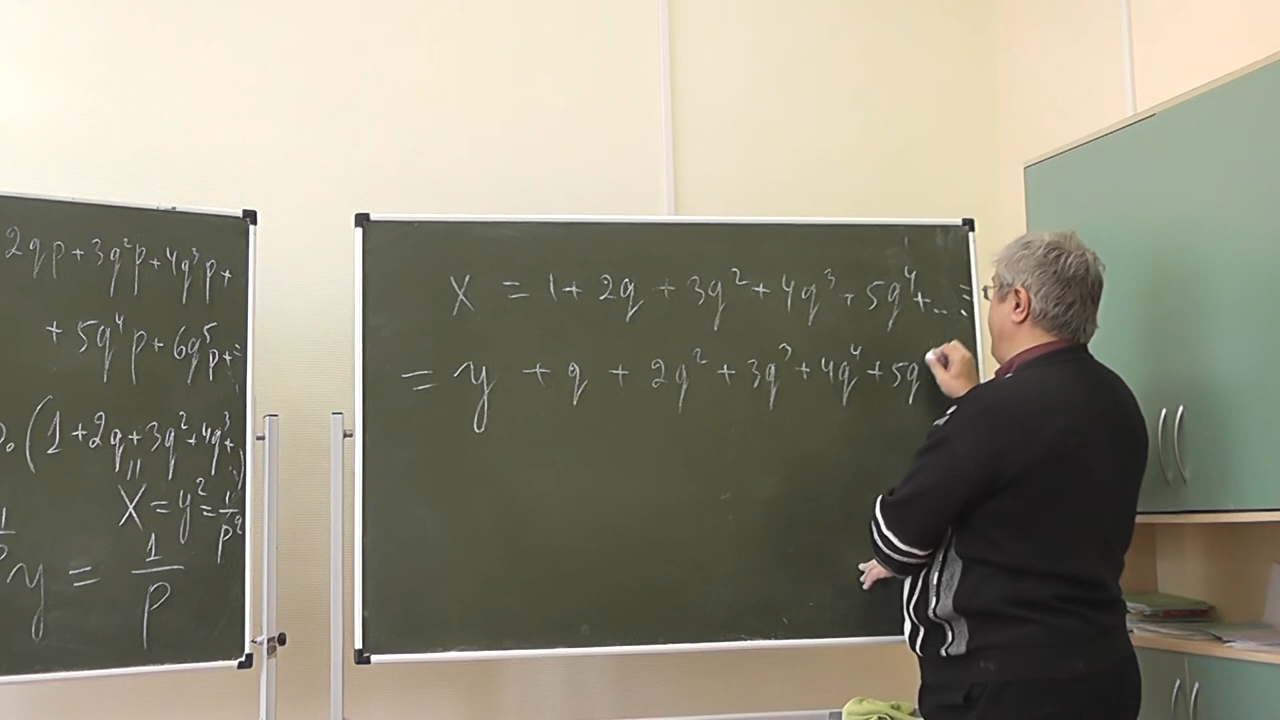 2qp+3q²p+4q³p+
+5q⁴p+6q⁵p+=
(1+2q+3q²+4q³+
X=y²=1/p²
y = 1/p
X = 1+2q+3q²+4q³+5q⁴+...=
= y + q + 2q²+3q³+4q⁴+5q